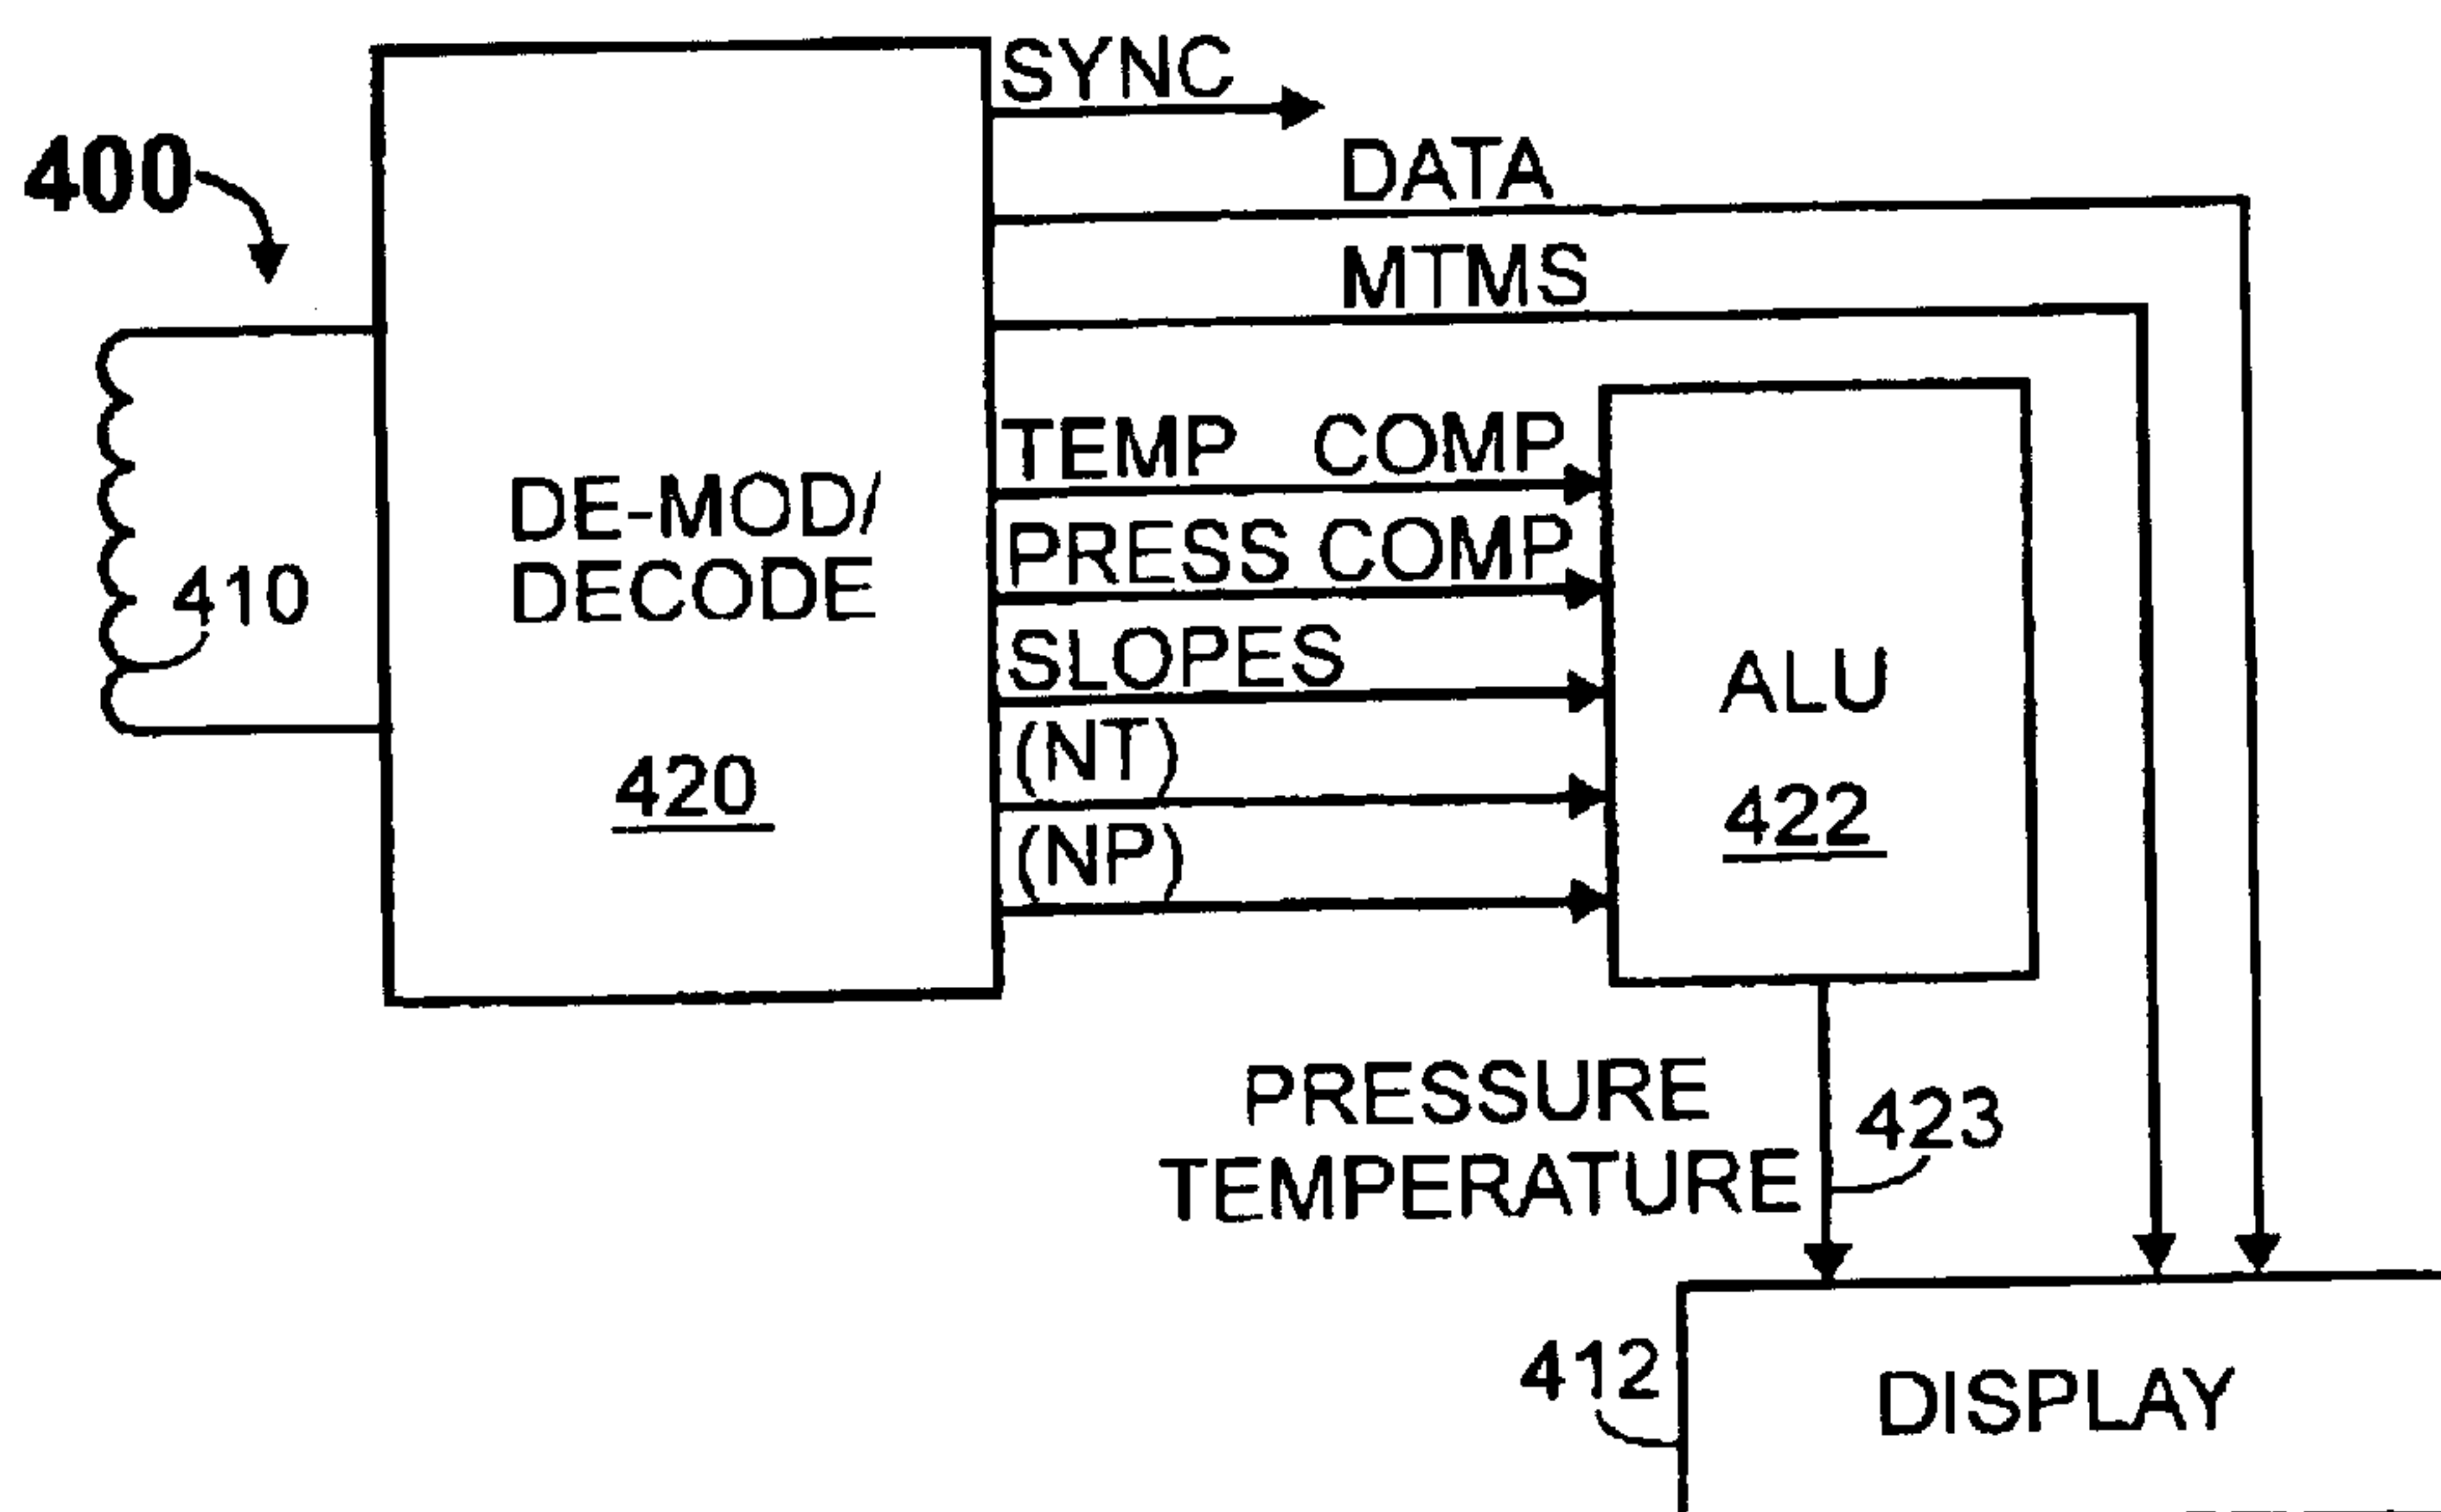 SYNC
400
DATA
MTMS
TEMP COMP
DE-MOD/
DECODE
PRESS COMP
410
SLOPES
ALU
(NT)
420
422
(NP)
PRESSURE
423
TEMPERATURE
412
DISPLAY